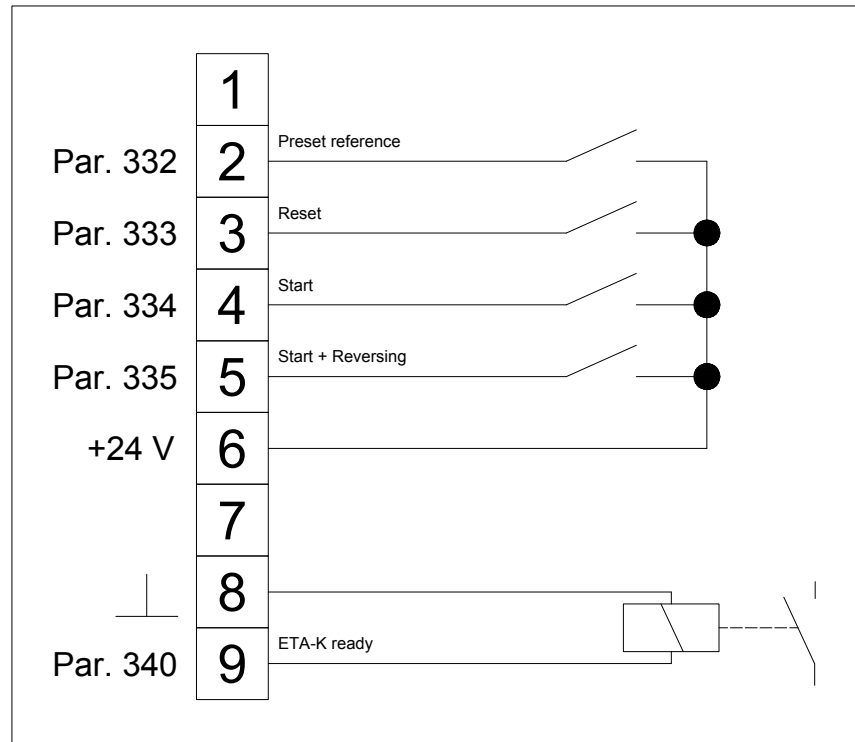 1
Par. 332 2 Preset reference
Par. 333 3 Reset
Par. 334 4 Start
Par. 335 5 Start + Reversing
+24 V 6
7
8
Par. 340 9 ETA-K ready